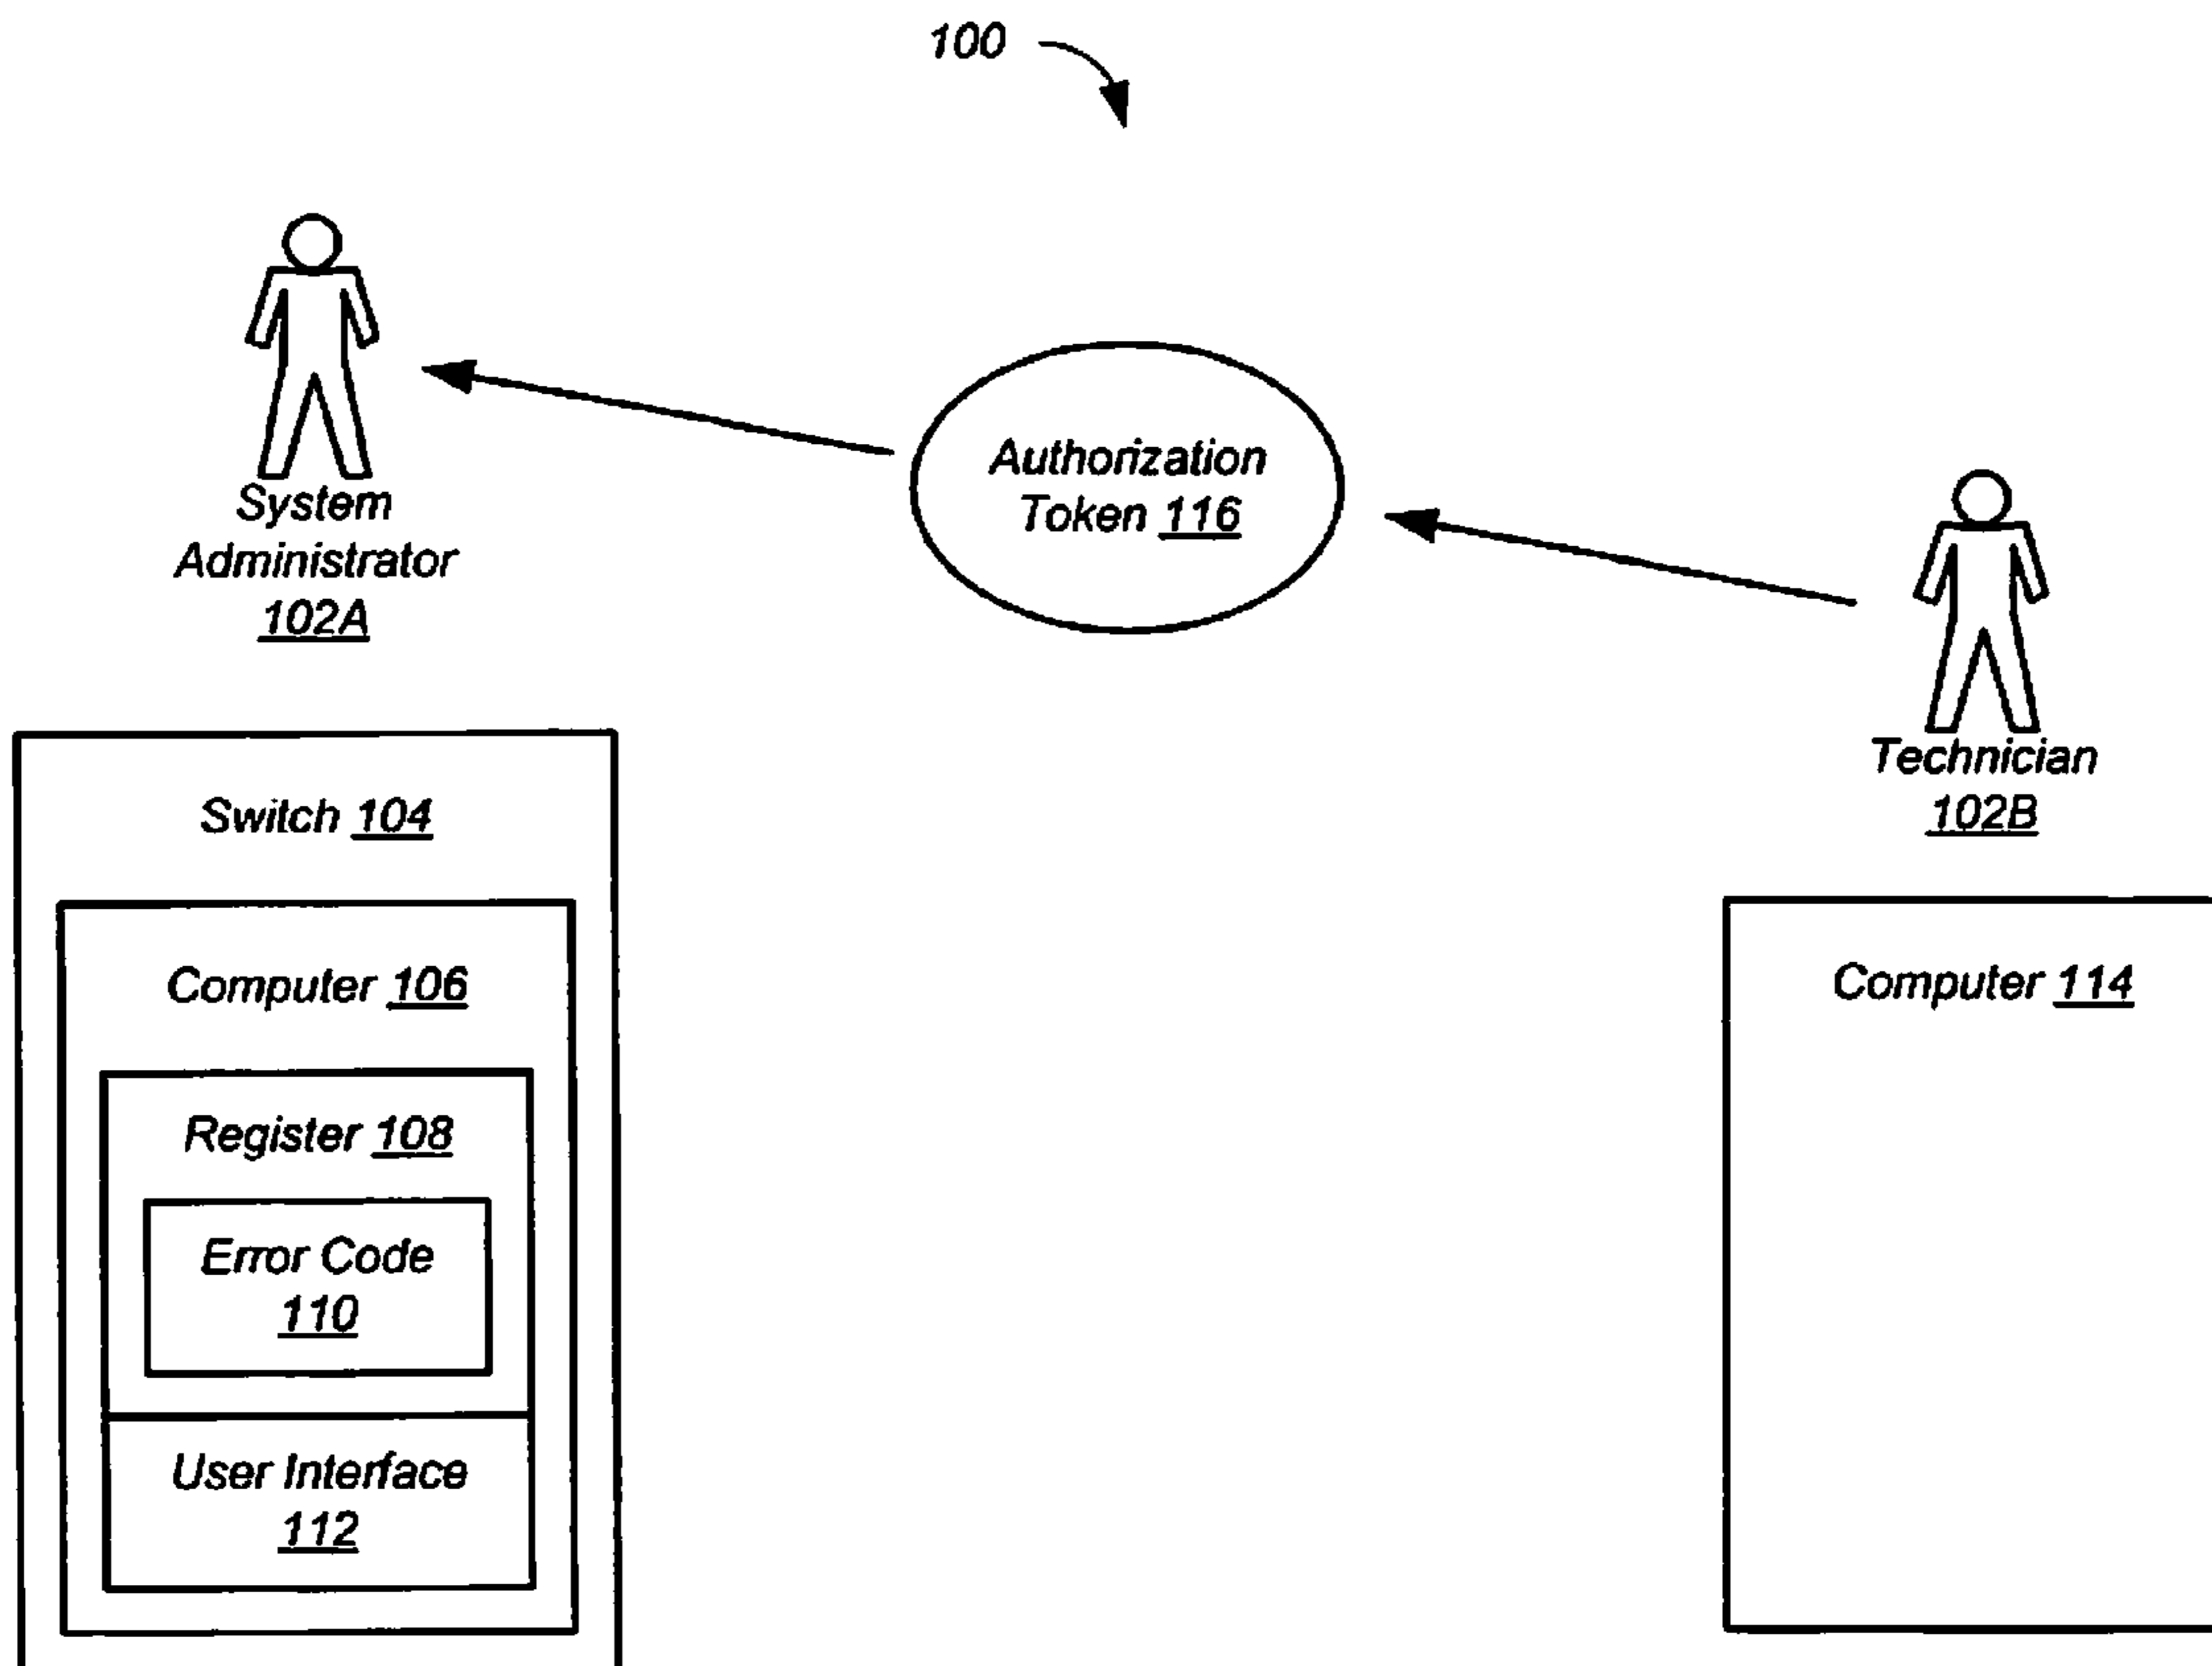 100
System
Administrator
102A
Authorization
Token 116
Technician
102B
Switch 104
Computer 106
Register 108
Error Code
110
User Interface
112
Computer 114